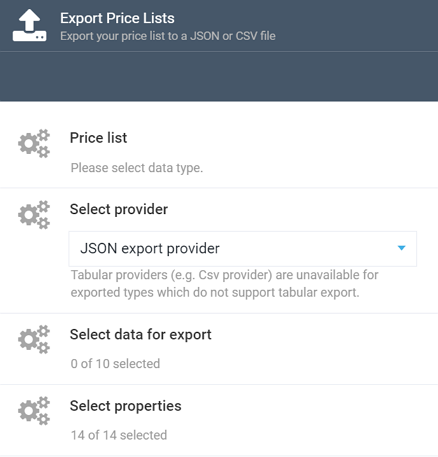 Export Price Lists
Export your price list to a JSON or CSV file
Price list
Please select data type.
Select provider
JSON export provider
Tabular providers (e.g. Csv provider) are unavailable for
exported types which do not support tabular export.
Select data for export
0 of 10 selected
Select properties
14 of 14 selected